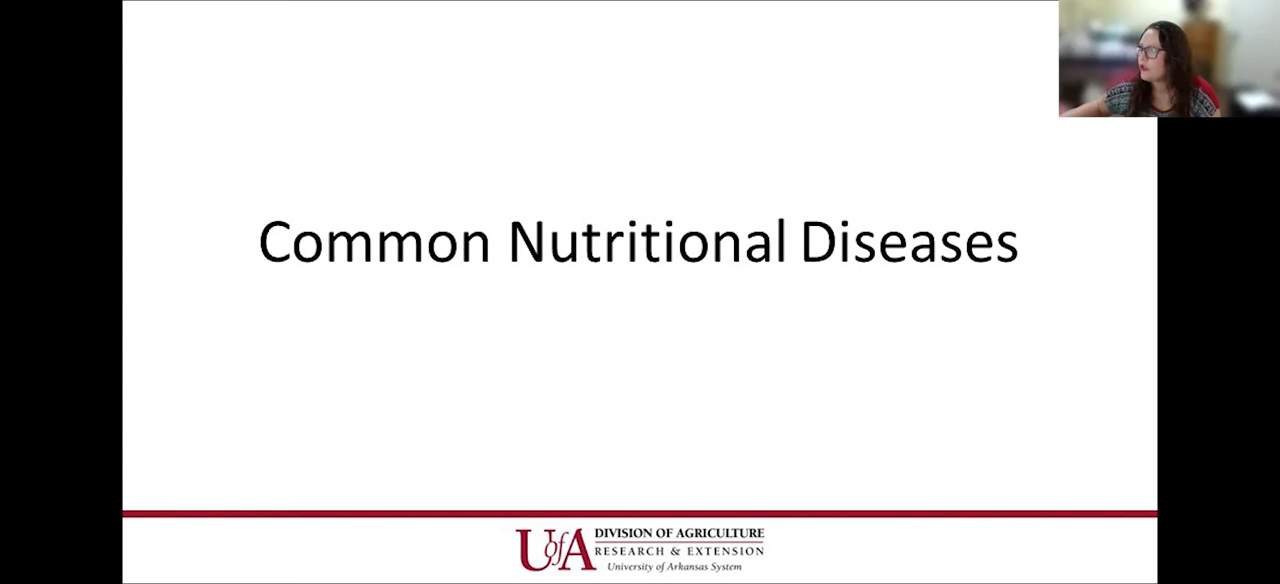 Common Nutritional Diseases
UofA
DIVISION OF AGRICULTURE
RESEARCH & EXTENSION
University of Arkansas System